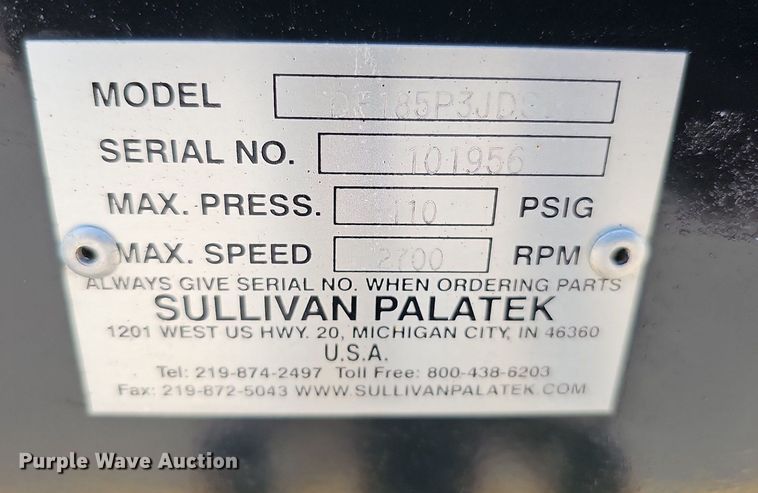 MODEL
SERIAL NO. 101956
MAX. PRESS. 110 PSIG
MAX. SPEED 2700 RPM
ALWAYS GIVE SERIAL NO. WHEN ORDERING PARTS
SULLIVAN PALATEK
1201 WEST US HWY. 20, MICHIGAN CITY, IN 46360
U.S.A.
Tel: 219-874-2497 Toll Free: 800-438-6203
Fax: 219-872-5043 WWW.SULLIVANPALATEK.COM
Purple Wave Auction